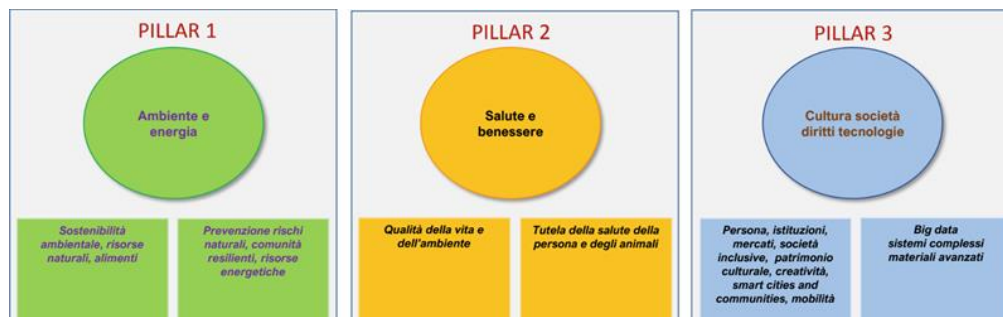 PILLAR 1
Ambiente e
energia
Sostenibilità
ambientale, risorse
naturali, alimenti
Prevenzione rischi
naturali, comunità
resilienti, risorse
energetiche
PILLAR 2
Salute e
benessere
Qualità della vita e
dell'ambiente
Tutela della salute della
persona e degli animali
PILLAR 3
Cultura società
diritti tecnologie
Persona, istituzioni,
mercati, società
inclusive, patrimonio
culturale, creatività,
smart cities and
communities, mobilità
Big data
sistemi complessi
materiali avanzati